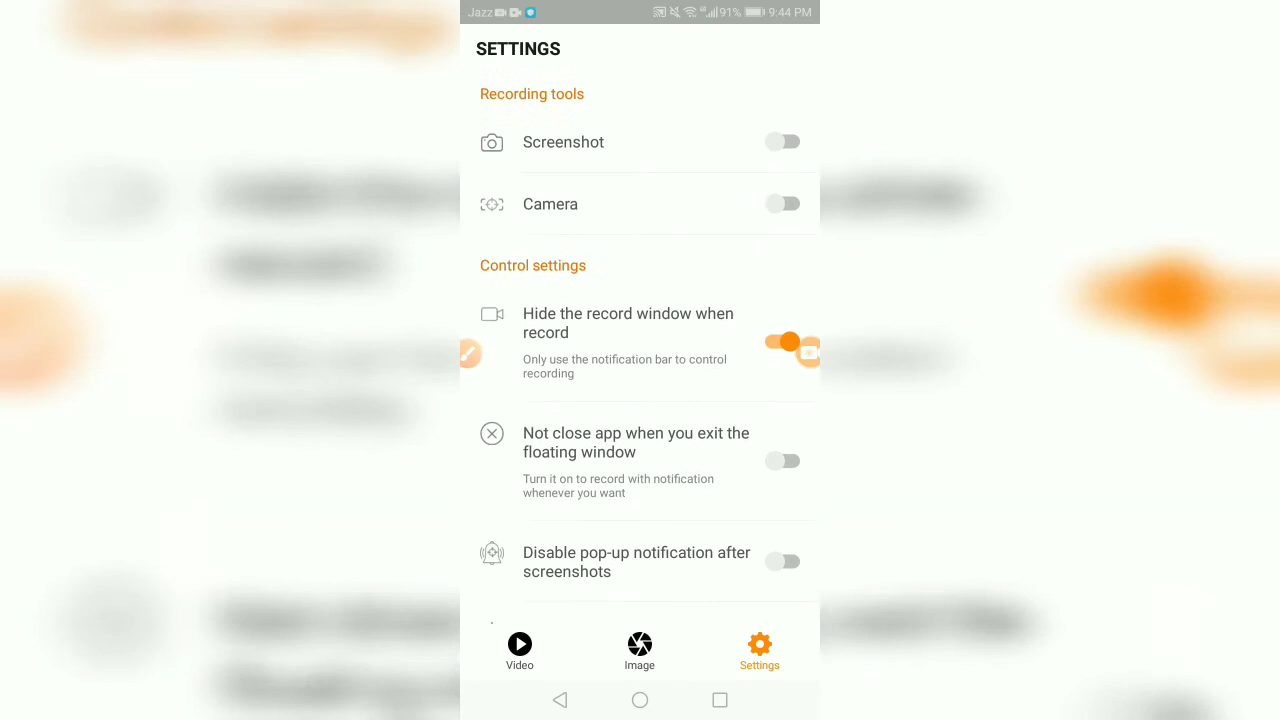 Jazz 91% 9:44 PM
SETTINGS
Recording tools
Screenshot
Camera
Control settings
Hide the record window when
record
Only use the notification bar to control
recording
Not close app when you exit the
floating window
Turn it on to record with notification
whenever you want
Disable pop-up notification after
screenshots
Video Image Settings